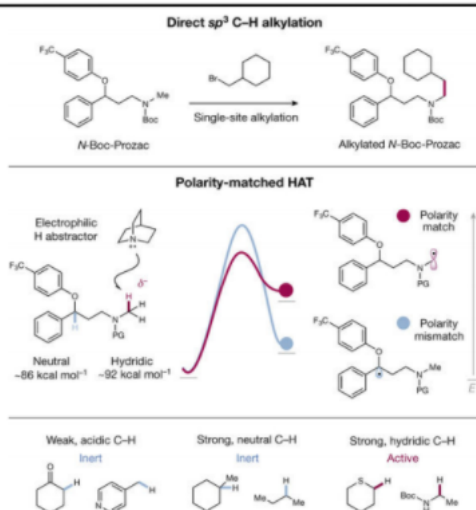 Direct sp³ C–H alkylation
F₃C
O
N
Me
Boc
N-Boc-Prozac
Br
Single-site alkylation
F₃C
O
N
Boc
Alkylated N-Boc-Prozac
Polarity-matched HAT
Electrophilic
H abstractor
N
F₃C
O
H
N
PG
δ⁻
H
H
H
Neutral
~86 kcal mol⁻¹
Hydridic
~92 kcal mol⁻¹
Polarity
match
F₃C
O
N
PG
Polarity
mismatch
F₃C
O
N
Me
PG
E
Weak, acidic C–H
Inert
O
H
N
H
Strong, neutral C–H
Inert
Me
H
Me
H
Strong, hydridic C–H
Active
S
H
Boc
N
H